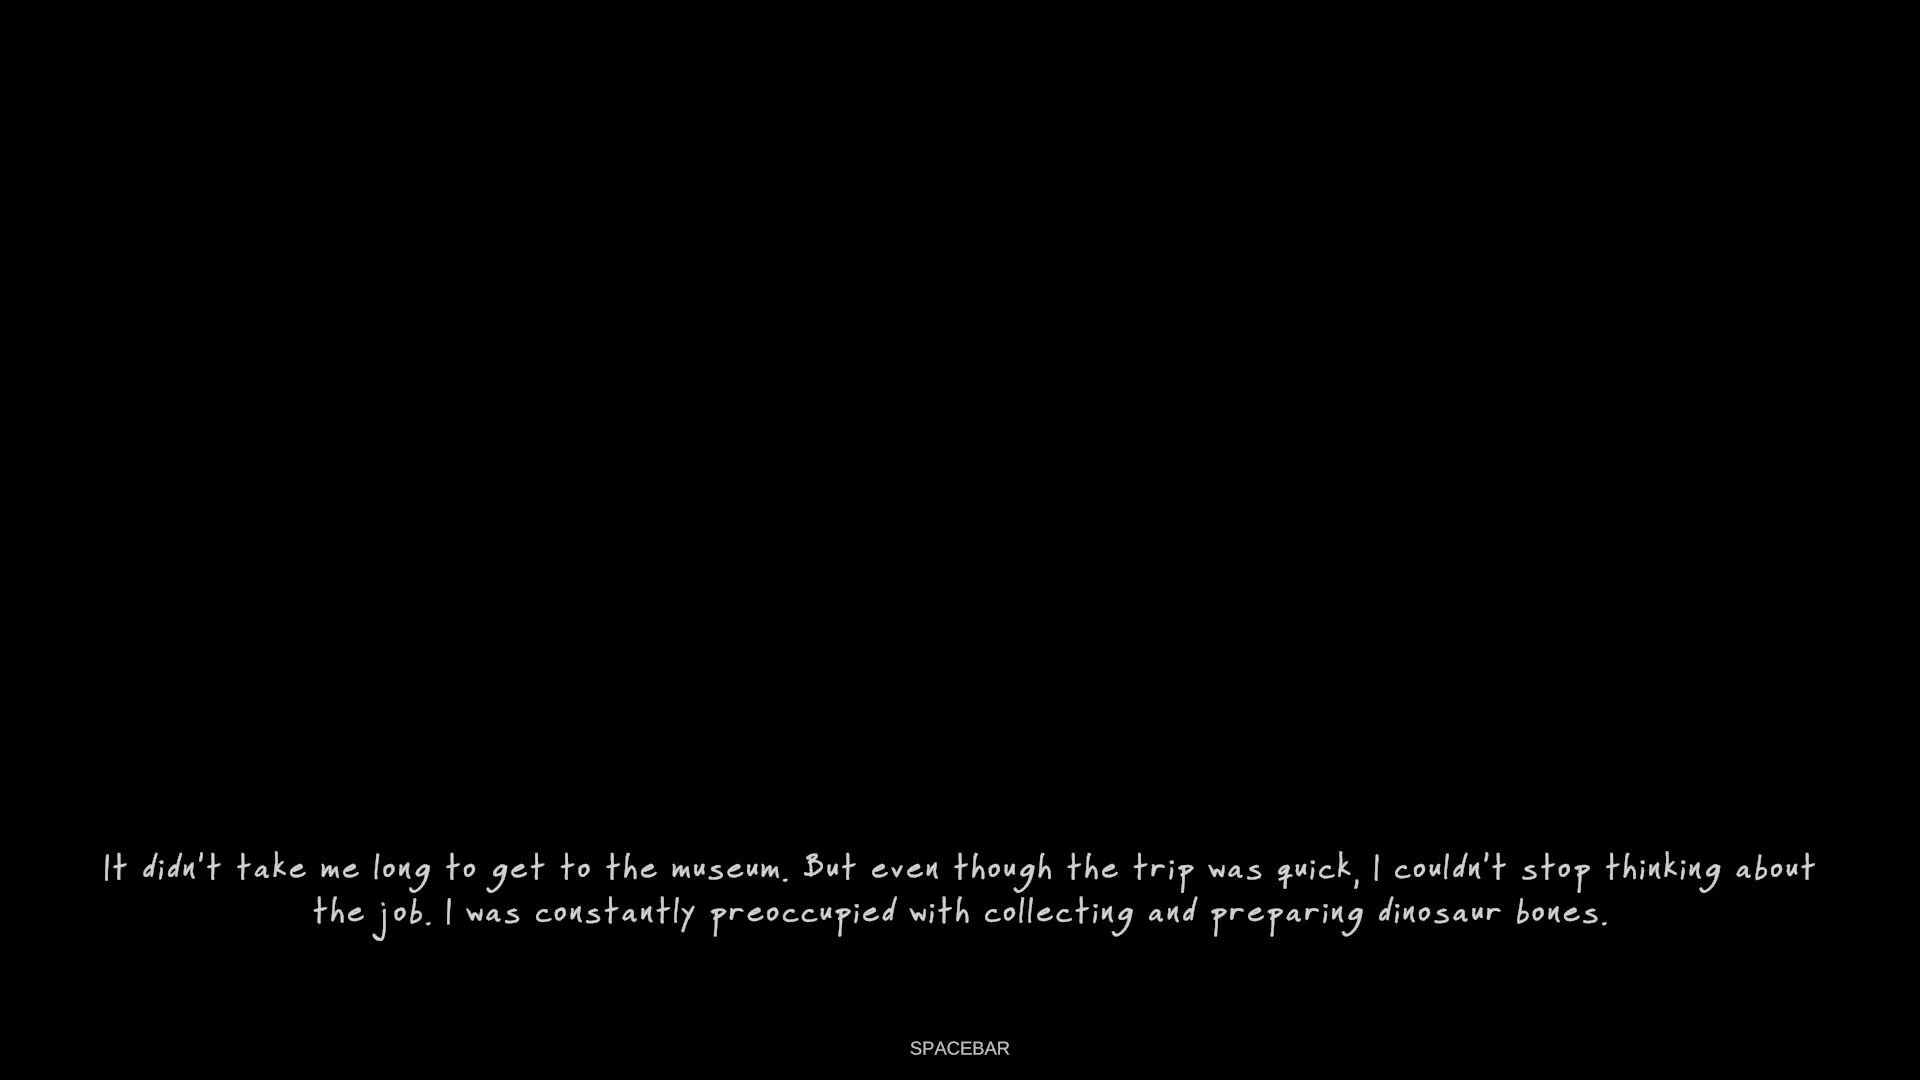 It didn't take me long to get to the museum. But even though the trip was quick, I couldn't stop thinking about
the job. I was constantly preoccupied with collecting and preparing dinosaur bones.
SPACEBAR